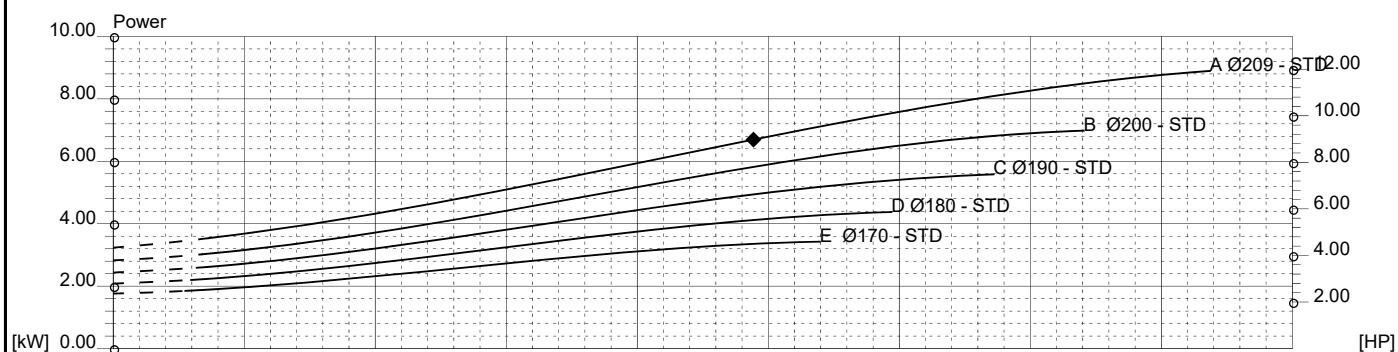 Power
10.00
A Ø209 - STD
12.00
8.00
10.00
B Ø200 - STD
6.00
8.00
C Ø190 - STD
4.00
6.00
D Ø180 - STD
E Ø170 - STD
4.00
2.00
2.00
[kW] 0.00
[HP]